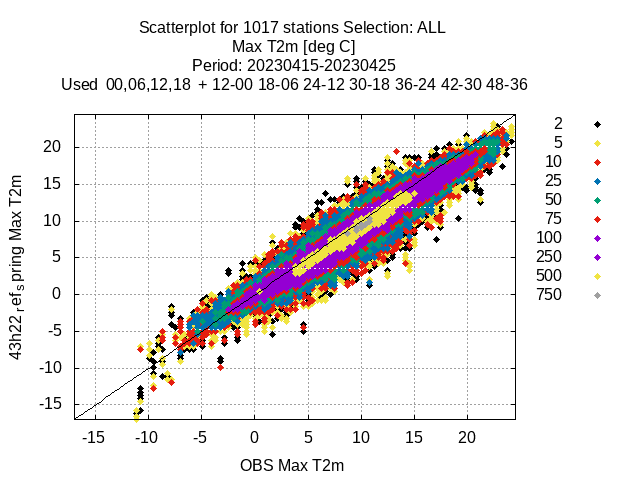 Scatterplot for 1017 stations Selection: ALL
Max T2m [deg C]
Period: 20230415-20230425
Used  00,06,12,18  + 12-00 18-06 24-12 30-18 36-24 42-30 48-36
43h22_ref_spring Max T2m
20
15
10
5
0
-5
-10
-15
-15 -10 -5 0 5 10 15 20
OBS Max T2m
2
5
10
25
50
75
100
250
500
750